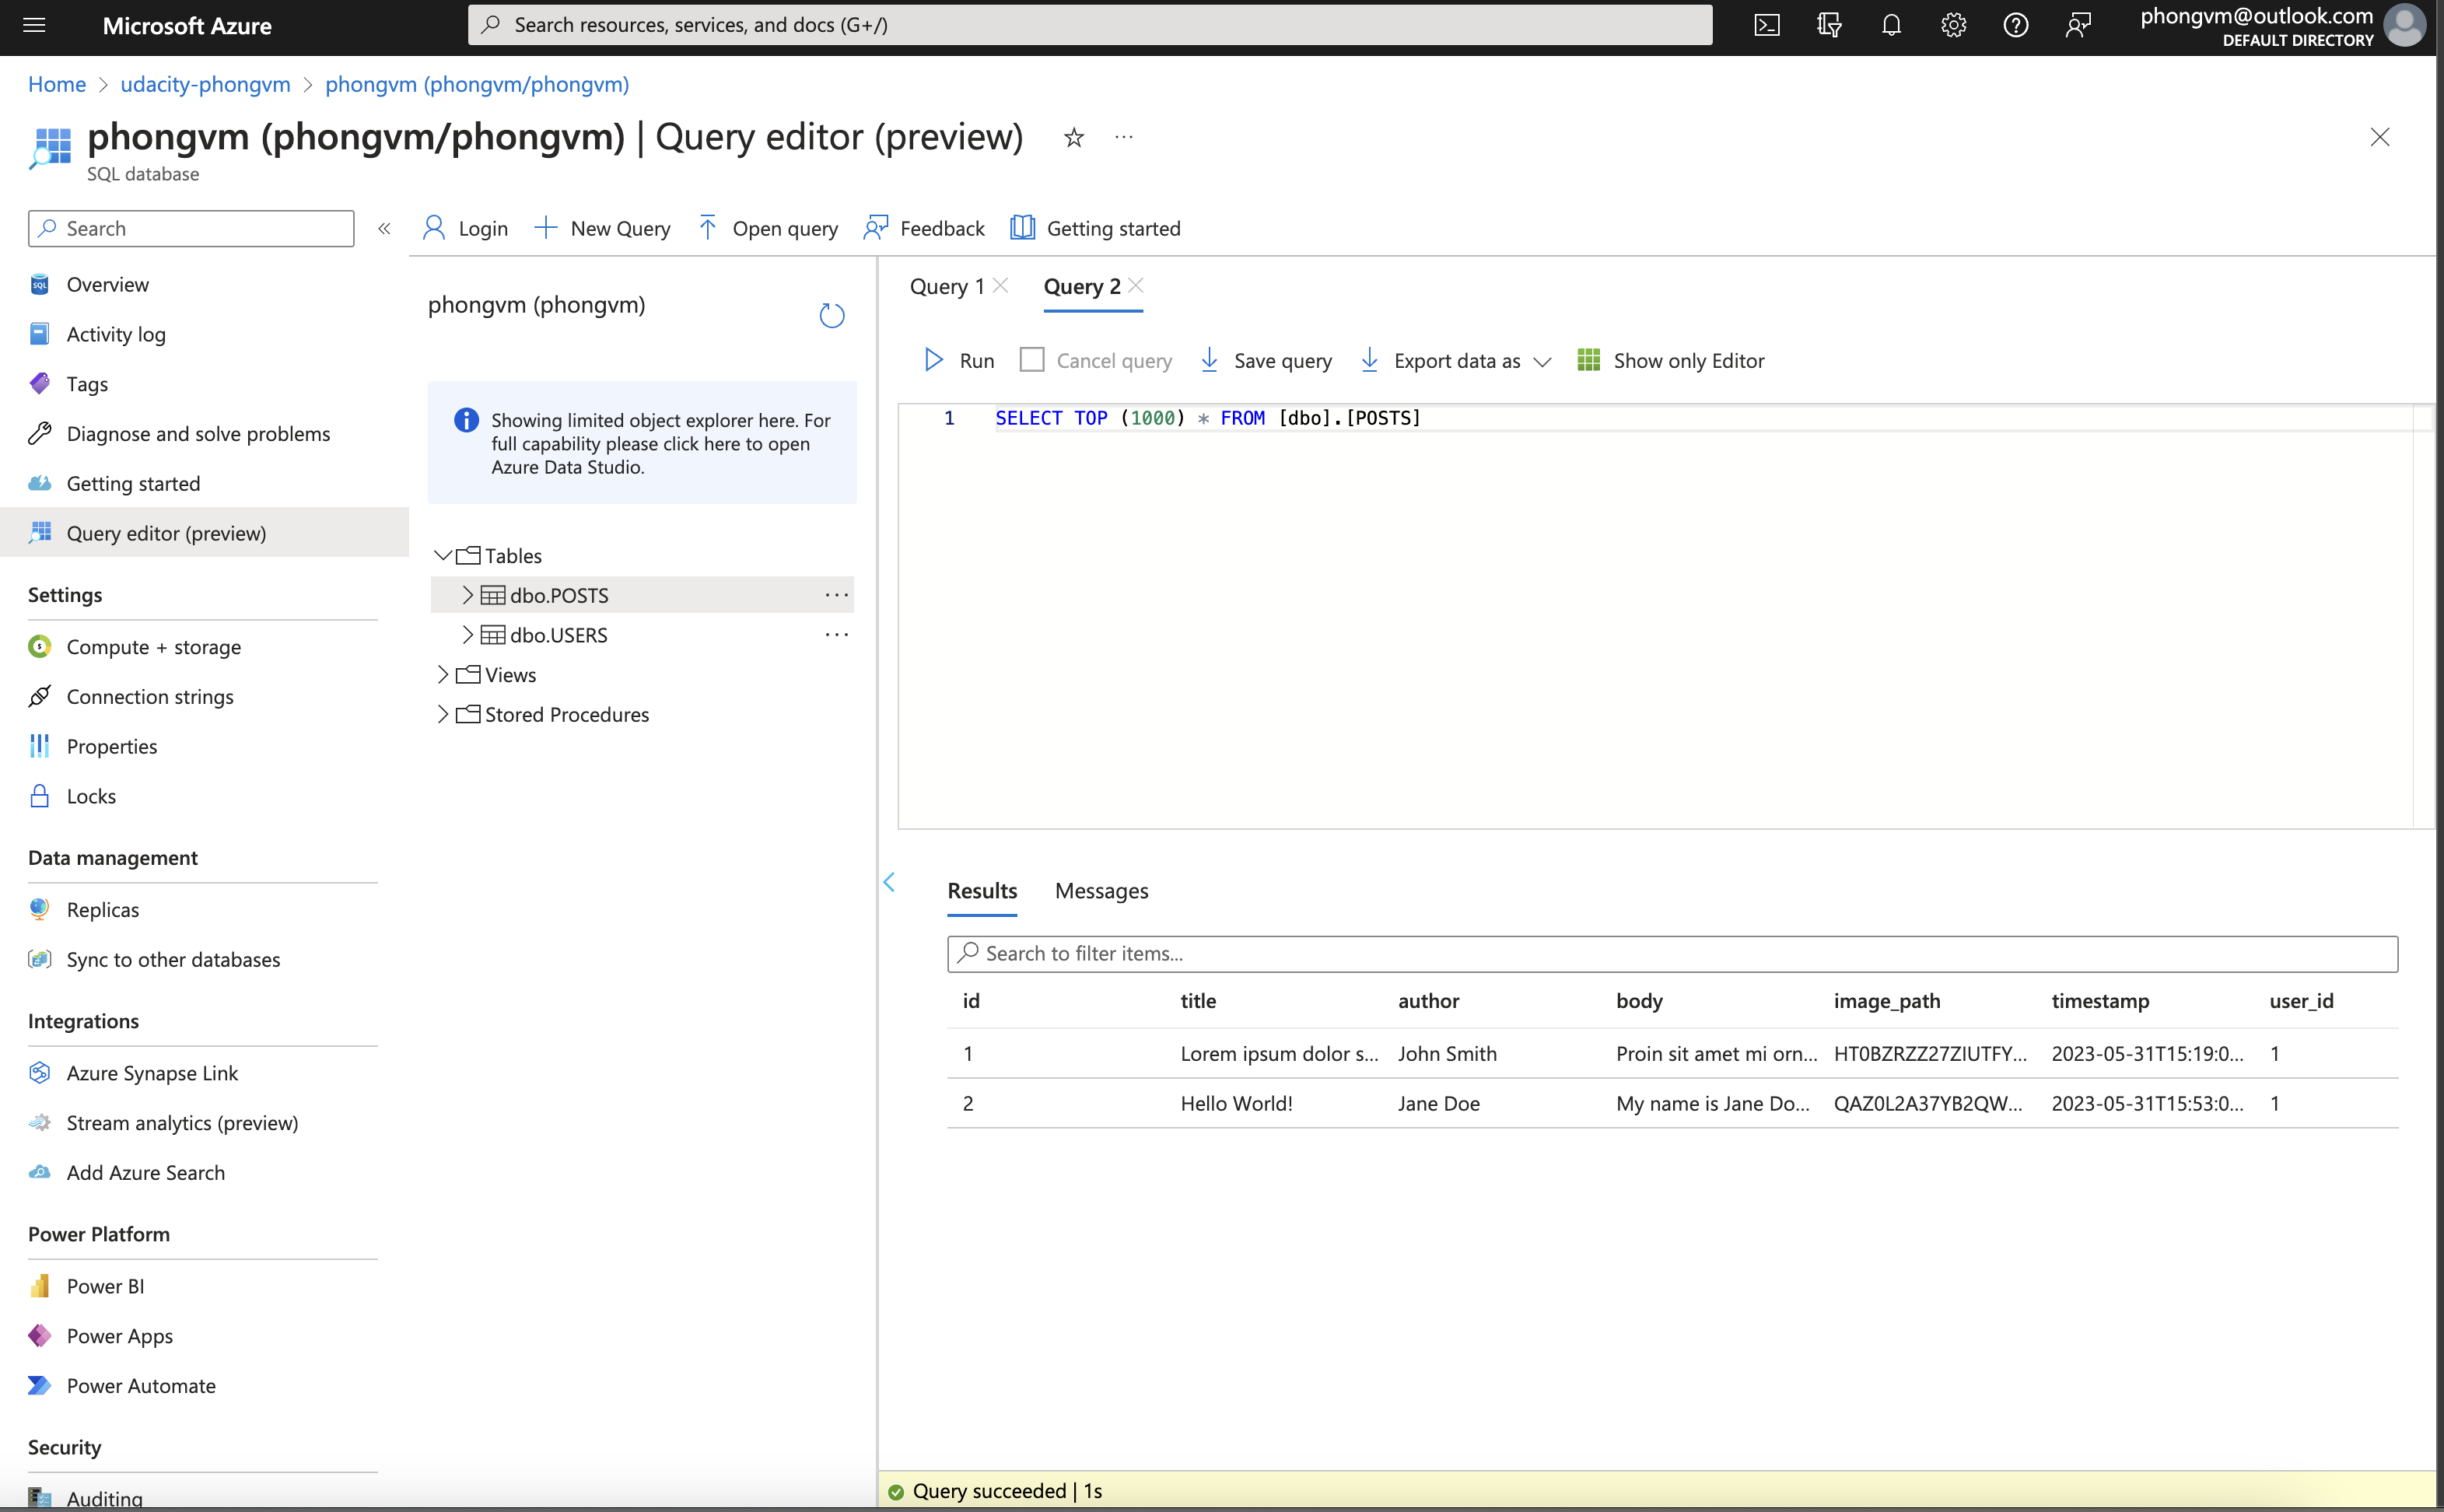 Microsoft Azure
Search resources, services, and docs (G+/)
phongvm@outlook.com
DEFAULT DIRECTORY
Home > udacity-phongvm > phongvm (phongvm/phongvm)
phongvm (phongvm/phongvm) | Query editor (preview)
SQL database
Search
Overview
Activity log
Tags
Diagnose and solve problems
Getting started
Query editor (preview)
Settings
Compute + storage
Connection strings
Properties
Locks
Data management
Replicas
Sync to other databases
Integrations
Azure Synapse Link
Stream analytics (preview)
Add Azure Search
Power Platform
Power BI
Power Apps
Power Automate
Security
Auditing
Login
New Query
Open query
Feedback
Getting started
phongvm (phongvm)
Showing limited object explorer here. For
full capability please click here to open
Azure Data Studio.
Tables
dbo.POSTS
dbo.USERS
Views
Stored Procedures
Query 1
Query 2
Run
Cancel query
Save query
Export data as
Show only Editor
1 SELECT TOP (1000) * FROM [dbo].[POSTS]
Results
Messages
Search to filter items...
id title author body image_path timestamp user_id
1 Lorem ipsum dolor s... John Smith Proin sit amet mi orn... HT0BZRZZ27ZIUTFY... 2023-05-31T15:19:0... 1
2 Hello World! Jane Doe My name is Jane Do... QAZ0L2A37YB2QW... 2023-05-31T15:53:0... 1
Query succeeded | 1s